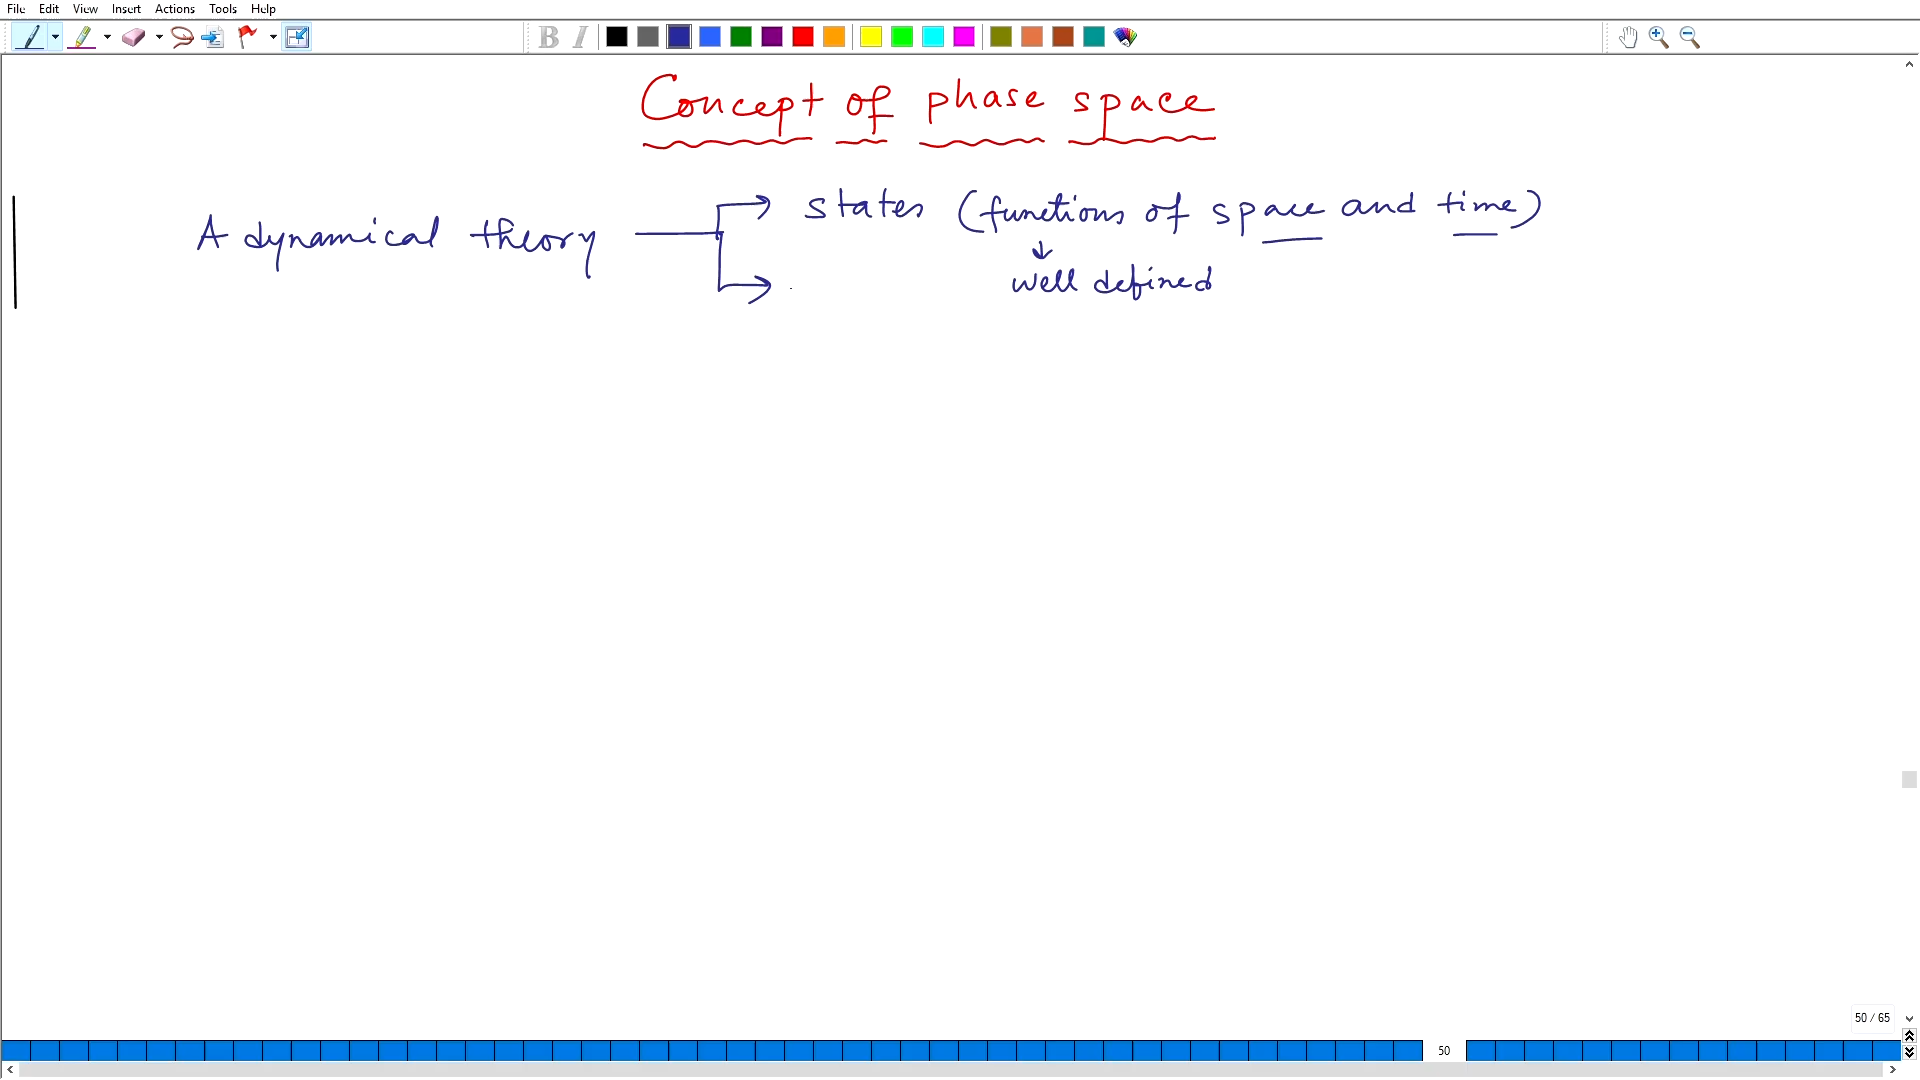 File Edit View Insert Actions Tools Help
B I
Concept of phase space
A dynamical theory → states (functions of space and time)
↓
well defined
→
50 / 65
50